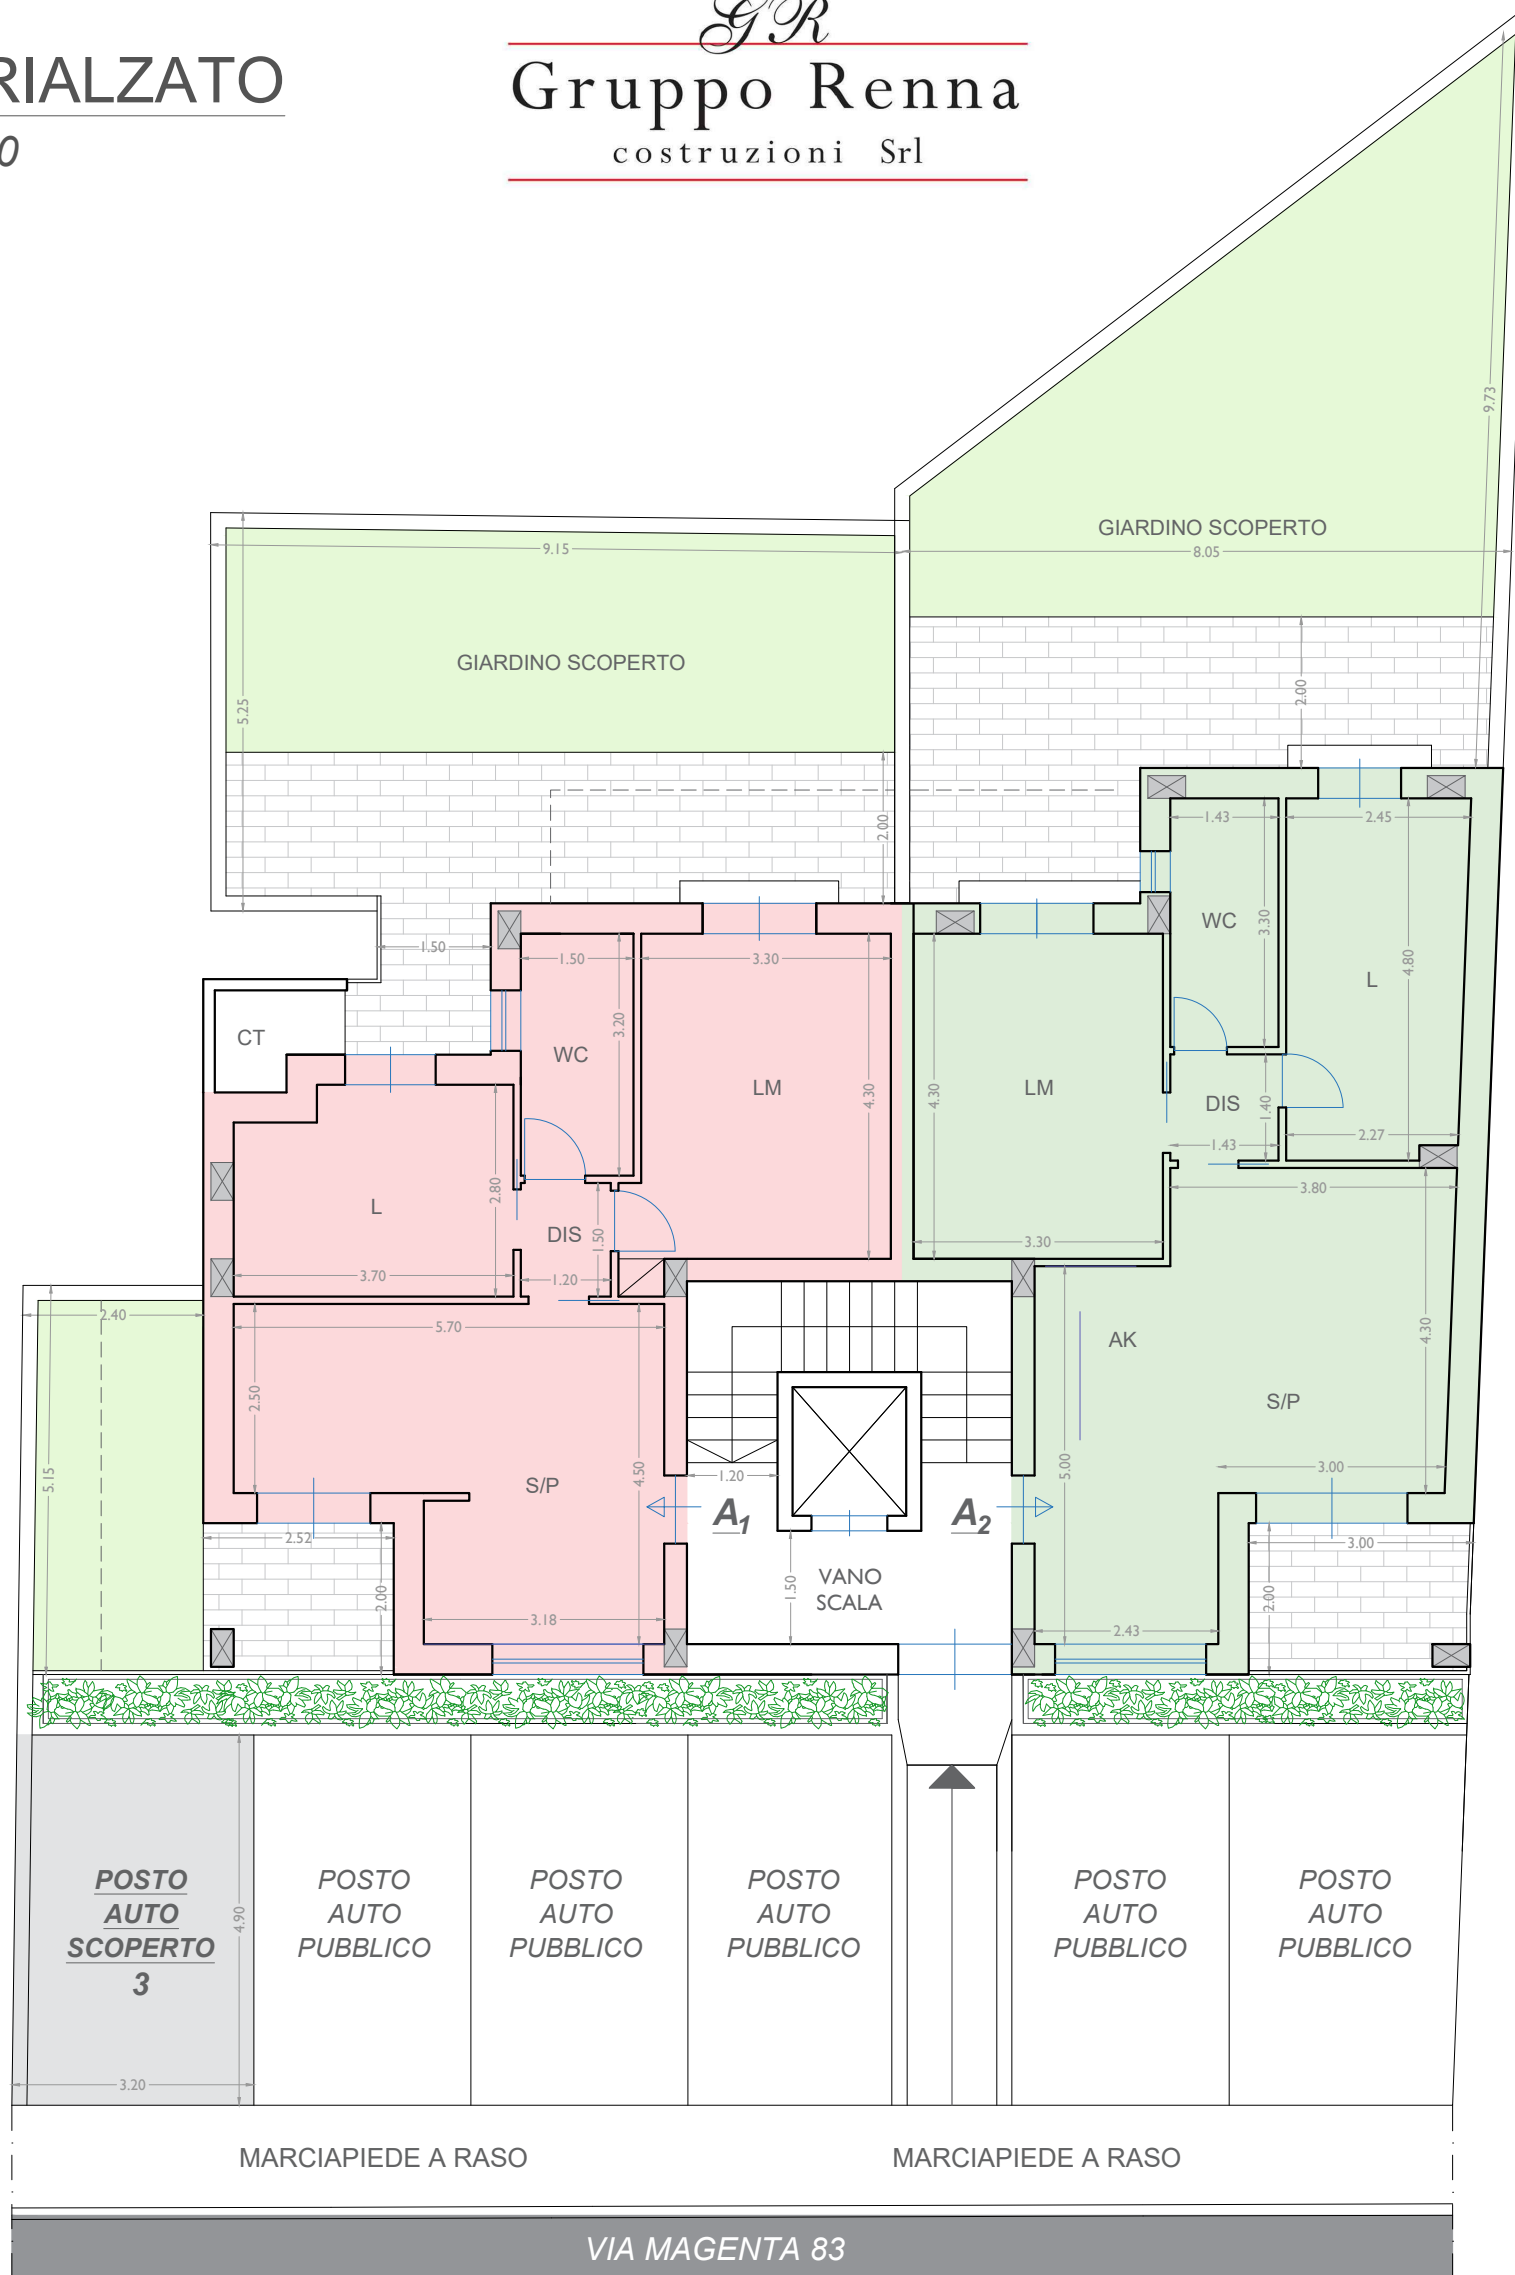 RIALZATO
0
GR
Gruppo Renna
costruzioni Srl
9.73
GIARDINO SCOPERTO
8.05
9.15
GIARDINO SCOPERTO
5.25
2.00
2.00
1.43
2.45
WC
3.30
L
4.80
1.50
1.50
3.30
CT
WC
3.20
LM
4.30
4.30
LM
DIS
1.40
1.43
2.27
3.80
L
2.80
DIS
1.50
3.70
1.20
3.30
2.40
5.70
4.30
AK
2.50
S/P
5.15
S/P
4.50
1.20
5.00
3.00
A1
A2
2.52
3.00
VANO
SCALA
1.50
2.00
2.00
3.18
2.43
POSTO
AUTO
SCOPERTO
3
4.90
3.20
POSTO
AUTO
PUBBLICO
POSTO
AUTO
PUBBLICO
POSTO
AUTO
PUBBLICO
POSTO
AUTO
PUBBLICO
POSTO
AUTO
PUBBLICO
MARCIAPIEDE A RASO
MARCIAPIEDE A RASO
VIA MAGENTA 83